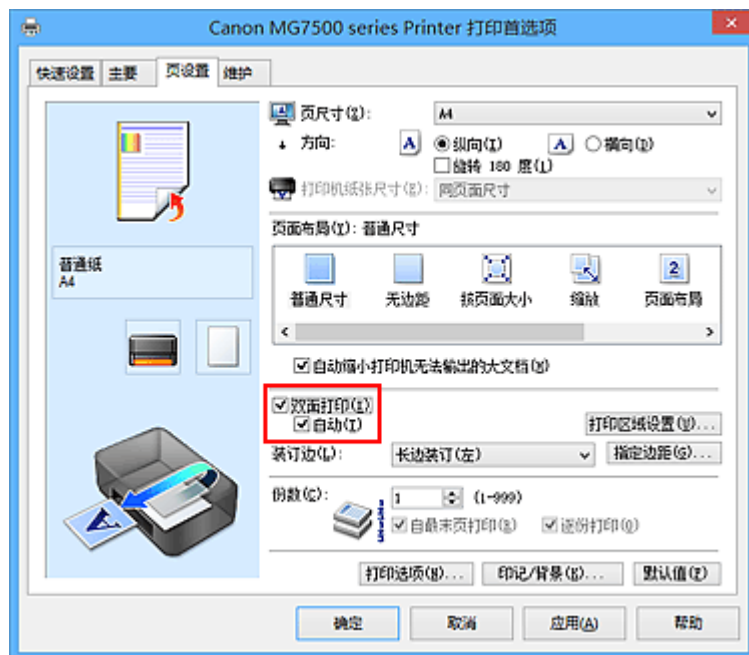 Canon MG7500 series Printer 打印首选项
快速设置 主要 页设置 维护
页尺寸(Z): A4
方向: A 纵向(I) A 横向(D)
旋转 180 度(L)
打印机纸张尺寸(E): 同页面尺寸
页面布局(Y): 普通尺寸
普通纸
A4
2
普通尺寸 无边距 按页面大小 缩放 页面布局
自动缩小打印机无法输出的大文档(X)
双面打印(X)
自动(T)
打印区域设置(U)...
装订边(L): 长边装订(左) 指定边距(G)...
份数(C): 1 (1-999)
自最末页打印(R) 逐份打印(O)
A
打印选项(N)... 印记/背景(K)... 默认值(F)
确定 取消 应用(A) 帮助